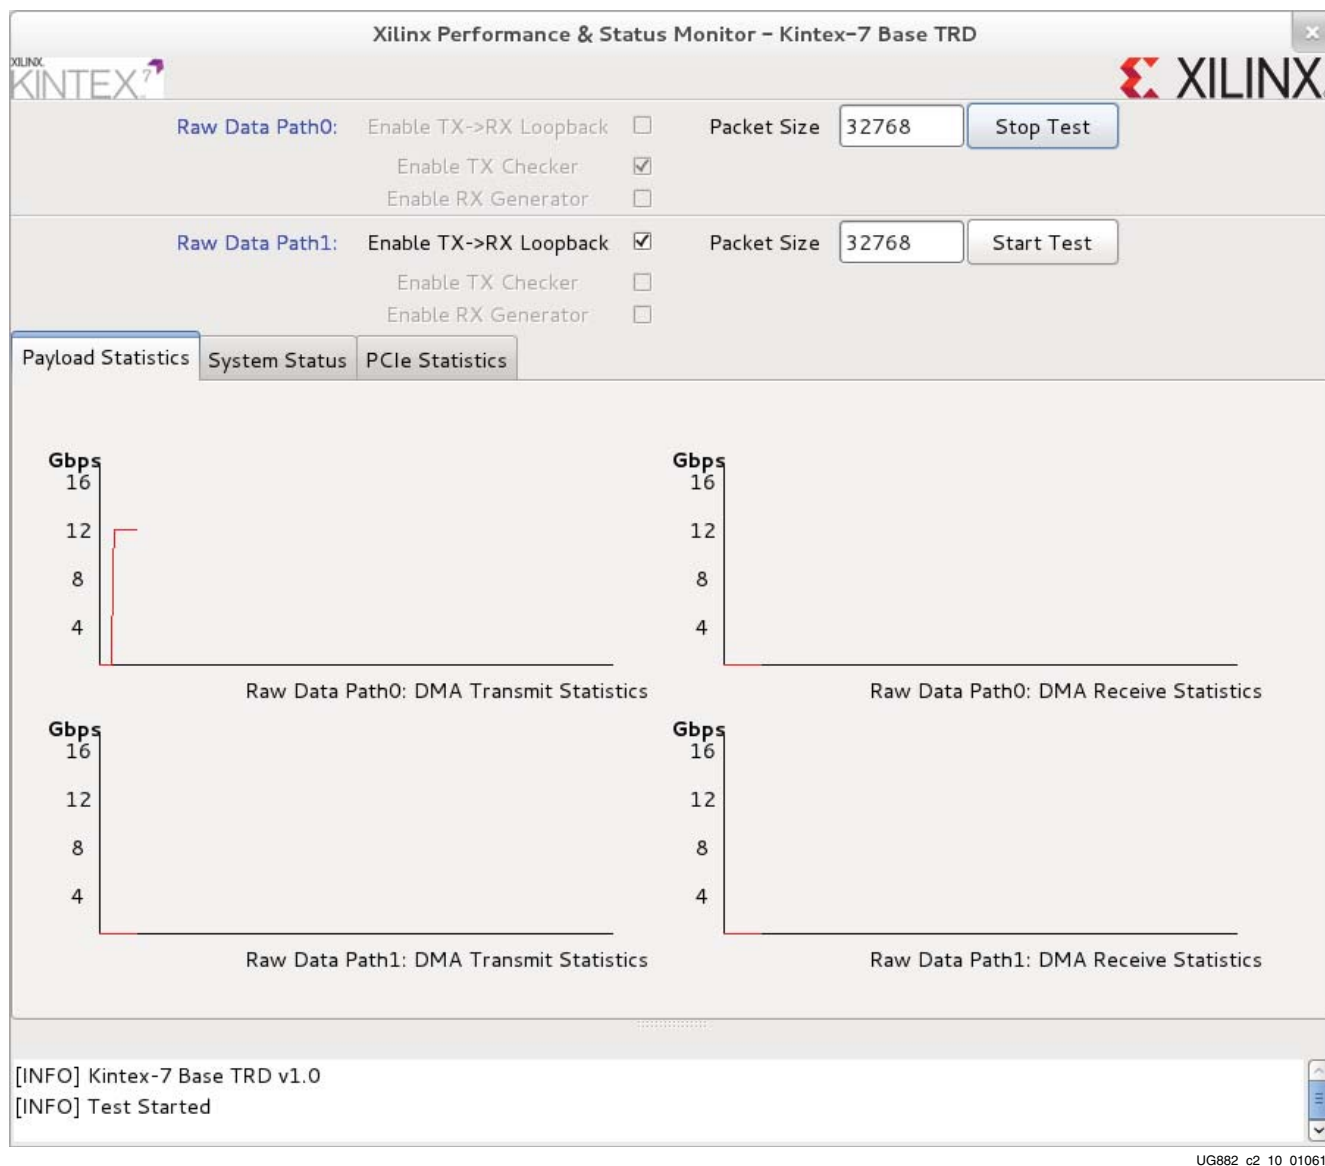 Xilinx Performance & Status Monitor – Kintex-7 Base TRD
XILINX
KINTEX 7
XILINX
Raw Data Path0: Enable TX->RX Loopback Packet Size 32768 Stop Test
Enable TX Checker
Enable RX Generator
Raw Data Path1: Enable TX->RX Loopback Packet Size 32768 Start Test
Enable TX Checker
Enable RX Generator
Payload Statistics System Status PCIe Statistics
Gbps
16
12
8
4
Raw Data Path0: DMA Transmit Statistics
Gbps
16
12
8
4
Raw Data Path0: DMA Receive Statistics
Gbps
16
12
8
4
Raw Data Path1: DMA Transmit Statistics
Gbps
16
12
8
4
Raw Data Path1: DMA Receive Statistics
[INFO] Kintex-7 Base TRD v1.0
[INFO] Test Started
UG882_c2_10_01061